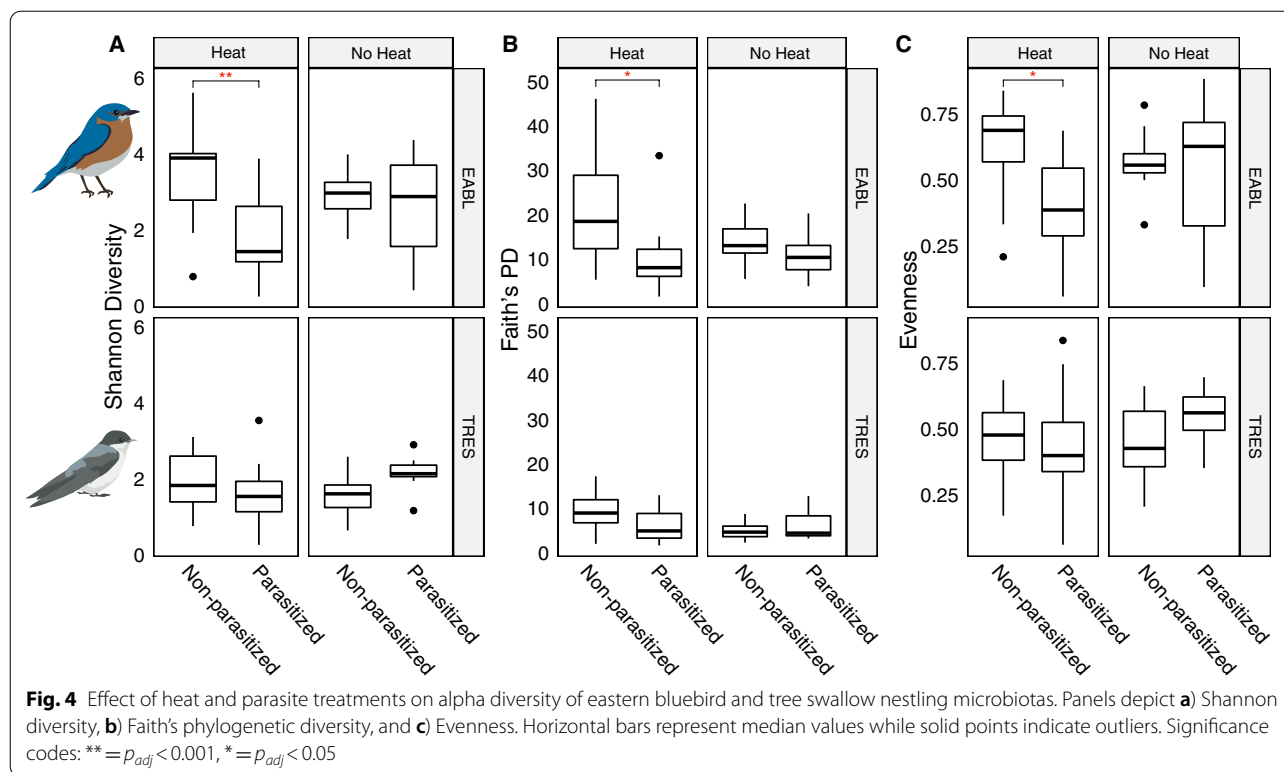 A
Heat
No Heat
Shannon Diversity
6
4
2
0
**
EABL
6
4
2
0
TRES
Non-parasitized
Parasitized
Non-parasitized
Parasitized
B
Heat
No Heat
Faith's PD
50
40
30
20
10
0
*
EABL
50
40
30
20
10
0
TRES
Non-parasitized
Parasitized
Non-parasitized
Parasitized
C
Heat
No Heat
Evenness
0.75
0.50
0.25
*
EABL
0.75
0.50
0.25
TRES
Non-parasitized
Parasitized
Non-parasitized
Parasitized
Fig. 4 Effect of heat and parasite treatments on alpha diversity of eastern bluebird and tree swallow nestling microbiotas. Panels depict a) Shannon
diversity, b) Faith's phylogenetic diversity, and c) Evenness. Horizontal bars represent median values while solid points indicate outliers. Significance
codes: ** = padj < 0.001, * = padj < 0.05